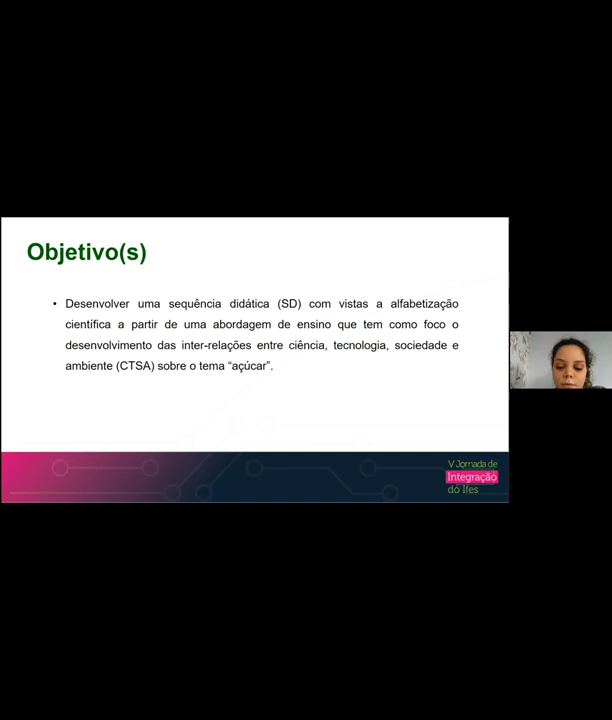 Objetivo(s)
• Desenvolver uma sequência didática (SD) com vistas a alfabetização
científica a partir de uma abordagem de ensino que tem como foco o
desenvolvimento das inter-relações entre ciência, tecnologia, sociedade e
ambiente (CTSA) sobre o tema “açúcar”.
V Jornada de
Integração
do Ifes